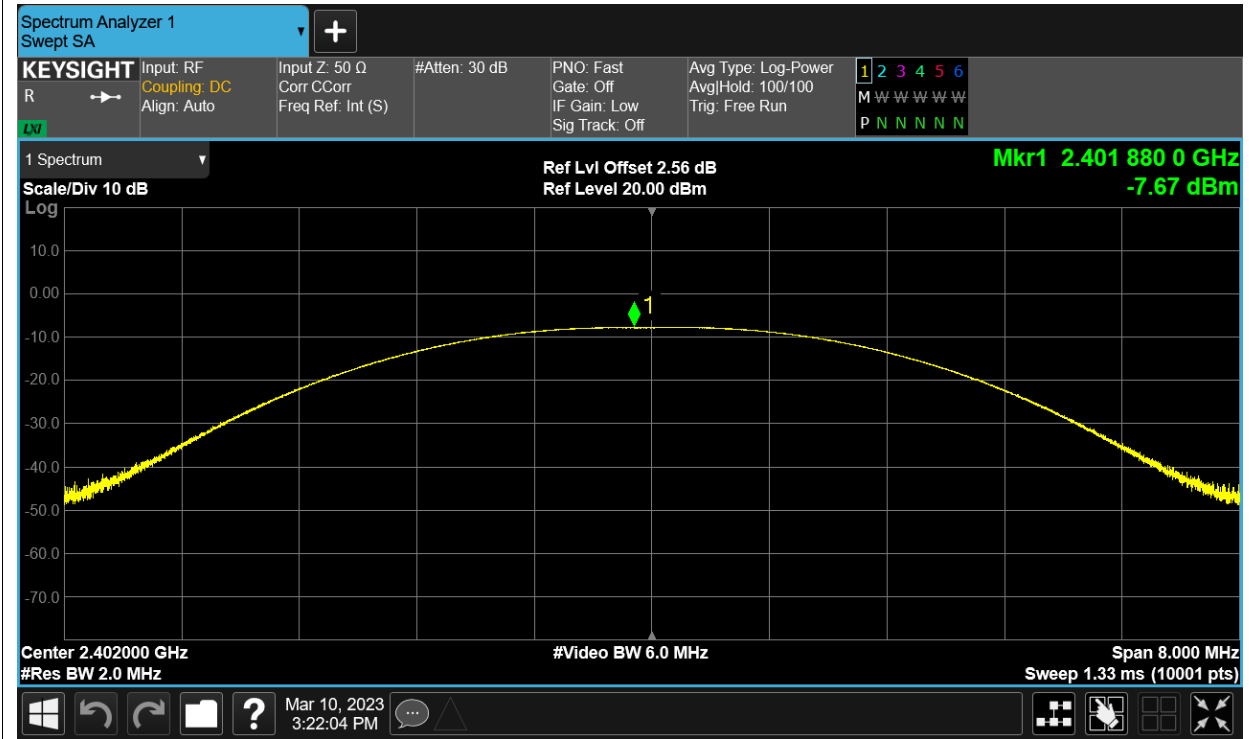 Spectrum Analyzer 1
Swept SA
KEYSIGHT
R
LXI
Input: RF
Coupling: DC
Align: Auto
Input Z: 50 Ω
Corr CCorr
Freq Ref: Int (S)
#Atten: 30 dB
PNO: Fast
Gate: Off
IF Gain: Low
Sig Track: Off
Avg Type: Log-Power
Avg|Hold: 100/100
Trig: Free Run
1 2 3 4 5 6
M W W W W W
P N N N N N
1 Spectrum
Scale/Div 10 dB
Log
Ref Lvl Offset 2.56 dB
Ref Level 20.00 dBm
Mkr1 2.401 880 0 GHz
-7.67 dBm
10.0
0.00
-10.0
-20.0
-30.0
-40.0
-50.0
-60.0
-70.0
1
Center 2.402000 GHz
#Res BW 2.0 MHz
#Video BW 6.0 MHz
Span 8.000 MHz
Sweep 1.33 ms (10001 pts)
?
Mar 10, 2023
3:22:04 PM